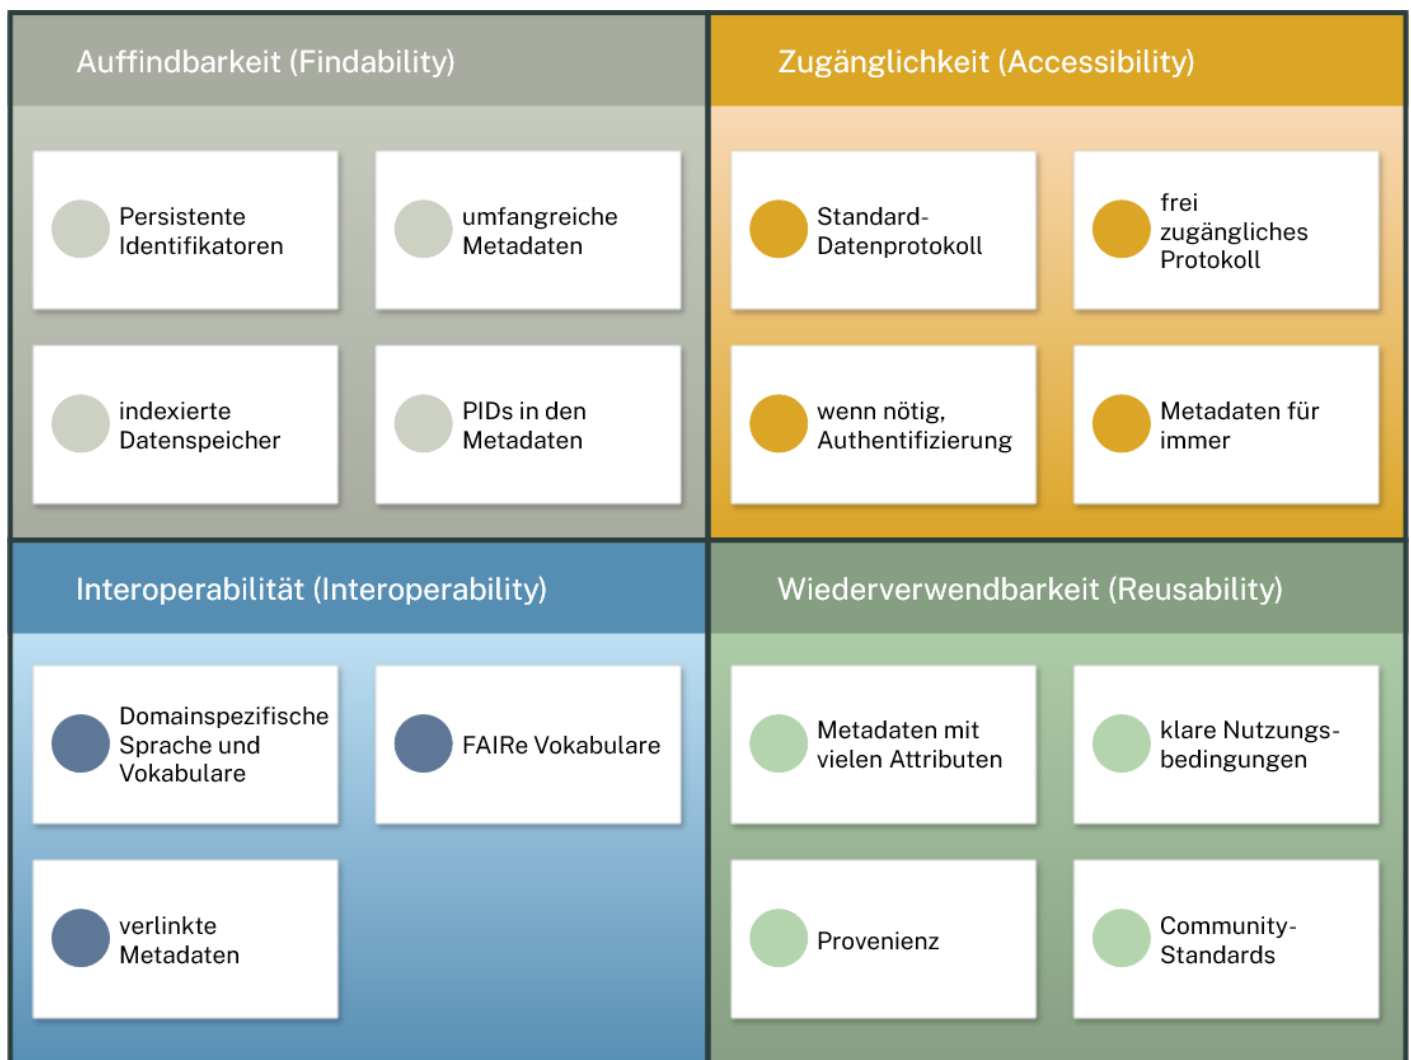 Auffindbarkeit (Findability)
Persistente
Identifikatoren
umfangreiche
Metadaten
indexierte
Datenspeicher
PIDs in den
Metadaten
Zugänglichkeit (Accessibility)
Standard-
Datenprotokoll
frei
zugängliches
Protokoll
wenn nötig,
Authentifizierung
Metadaten für
immer
Interoperabilität (Interoperability)
Domainspezifische
Sprache und
Vokabulare
FAIRe Vokabulare
verlinkte
Metadaten
Wiederverwendbarkeit (Reusability)
Metadaten mit
vielen Attributen
klare Nutzungs-
bedingungen
Provenienz
Community-
Standards